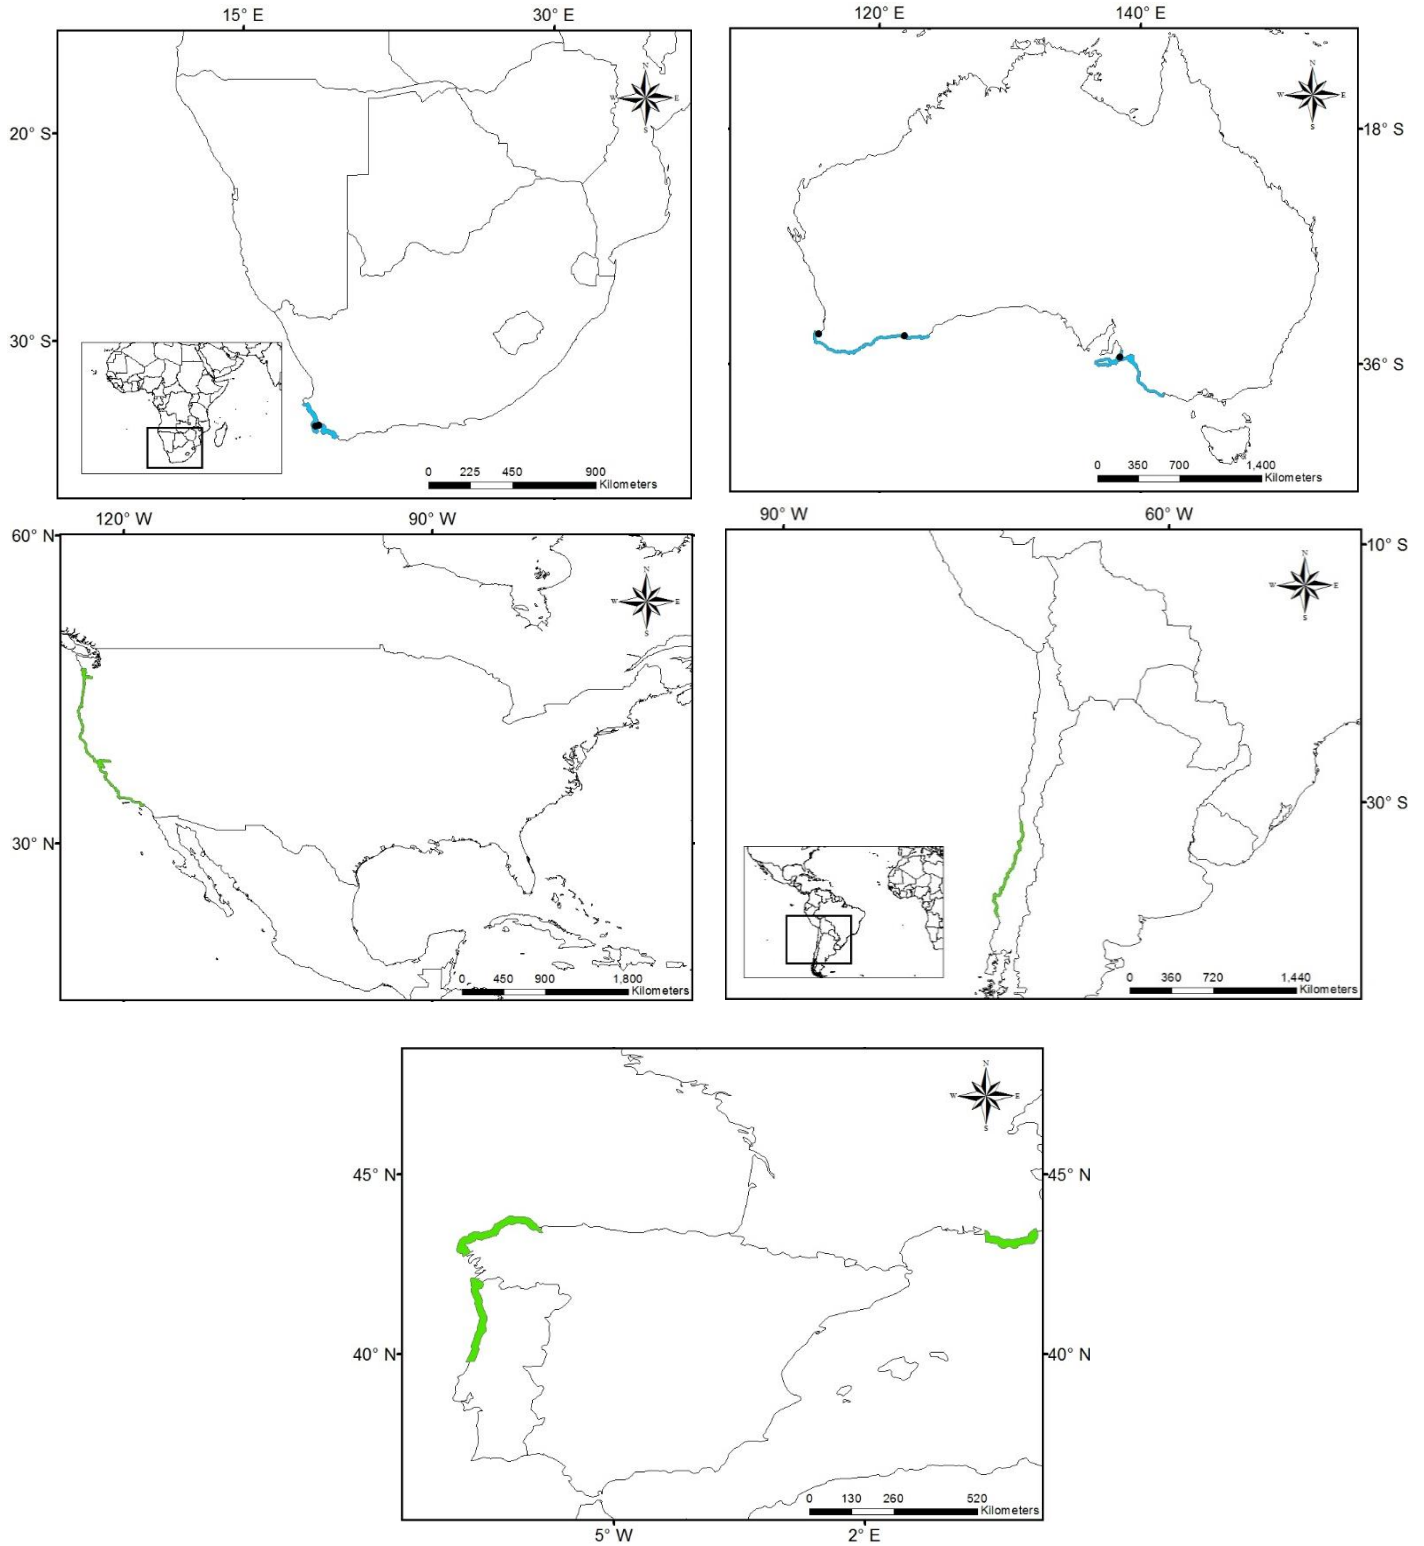 15° E 30° E
20° S
30° S
N
W E
S
0 225 450 900
Kilometers
120° E 140° E
18° S
36° S
N
W E
S
0 350 700 1,400
Kilometers
120° W 90° W
60° N
30° N
N
W E
S
0 450 900 1,800
Kilometers
90° W 60° W
10° S
30° S
N
W E
S
0 360 720 1,440
Kilometers
N
W E
S
45° N 45° N
40° N 40° N
0 130 260 520
Kilometers
5° W 2° E